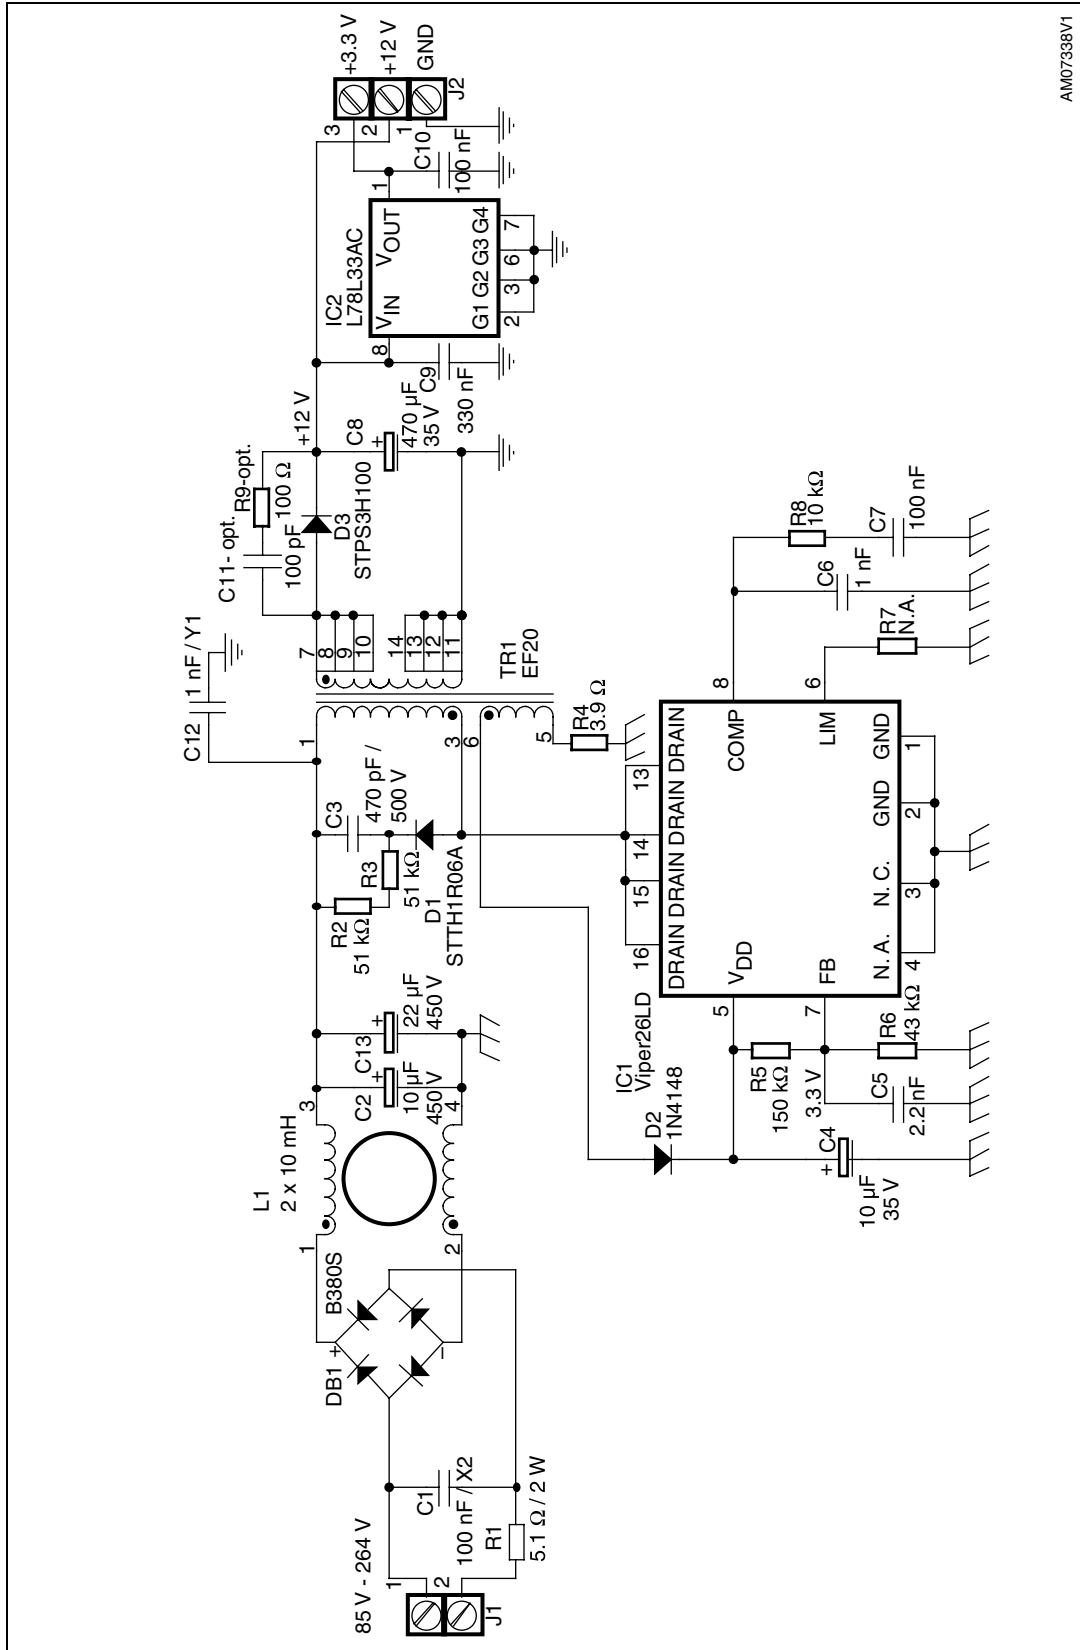 85 V - 264 V
1
2
J1
C1
100 nF / X2
R1
5.1 Ω / 2 W
DB1
+
–
B380S
1
2
L1
2 x 10 mH
3
4
C2
+
10 µF
450 V
C13
+
22 µF
450 V
R2
51 kΩ
R3
51 kΩ
C3
470 pF /
500 V
D1
STTH1R06A
C12
1 nF / Y1
1
3
6
5
7
8
9
10
14
13
12
11
TR1
EF20
R4
3.9 Ω
C11- opt.
100 pF
R9-opt.
100 Ω
D3
STPS3H100
+12 V
C8
+
470 µF
35 V
C9
330 nF
IC2
L78L33AC
VIN
VOUT
8
1
G1 G2 G3 G4
2
3
6
7
C10
100 nF
3
2
1
+3.3 V
+12 V
GND
J2
D2
1N4148
IC1
Viper26LD
16
15
14
13
DRAIN DRAIN DRAIN DRAIN
VDD
COMP
FB
LIM
N. A.
N. C.
GND
GND
5
7
8
6
4
3
2
1
R5
150 kΩ
3.3 V
R6
43 kΩ
C5
2.2 nF
C4
+
10 µF
35 V
R7
N.A.
C6
1 nF
R8
10 kΩ
C7
100 nF
AM07338V1